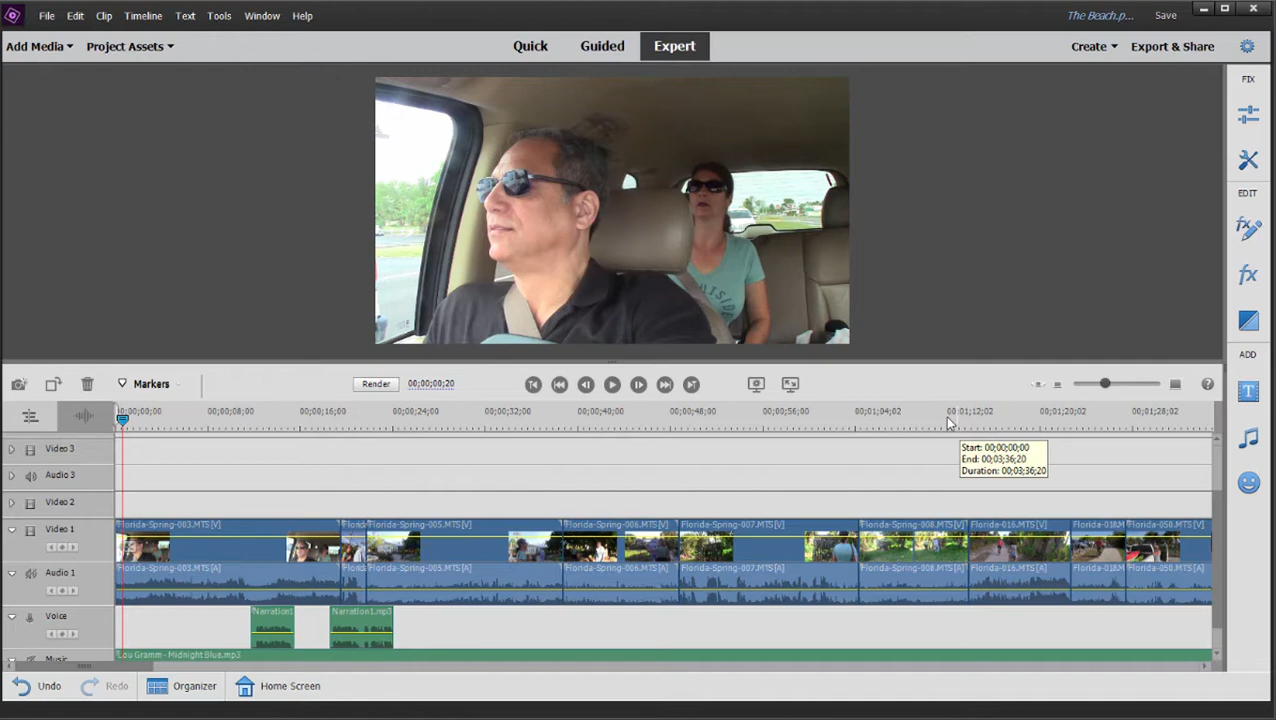 File Edit Clip Timeline Text Tools Window Help The Beach.p... Save
Add Media Project Assets Quick Guided Expert Create Export & Share
FIX
EDIT
ADD
Markers Render 00;00;00;20
00;00;00;00 00;00;08;00 00;00;16;00 00;00;24;00 00;00;32;00 00;00;40;00 00;00;48;00 00;00;56;00 00;01;04;02 00;01;12;02 00;01;20;02 00;01;28;02
Start: 00;00;00;00
End: 00;03;36;20
Duration: 00;03;36;20
Video 3
Audio 3
Video 2
Video 1 Florida-Spring-003.MTS [V] Florid Florida-Spring-005.MTS [V] Florida-Spring-006.MTS [V] Florida-Spring-007.MTS [V] Florida-Spring-008.MTS [V] Florida-016.MTS [V] Florida-018.M Florida-050.MTS [V]
Audio 1 Florida-Spring-003.MTS [A] Florid Florida-Spring-005.MTS [A] Florida-Spring-006.MTS [A] Florida-Spring-007.MTS [A] Florida-Spring-008.MTS [A] Florida-016.MTS [A] Florida-018.M Florida-050.MTS [A]
Voice Narration1 Narration1.mp3
Music Lou Gramm - Midnight Blue.mp3
Undo Redo Organizer Home Screen